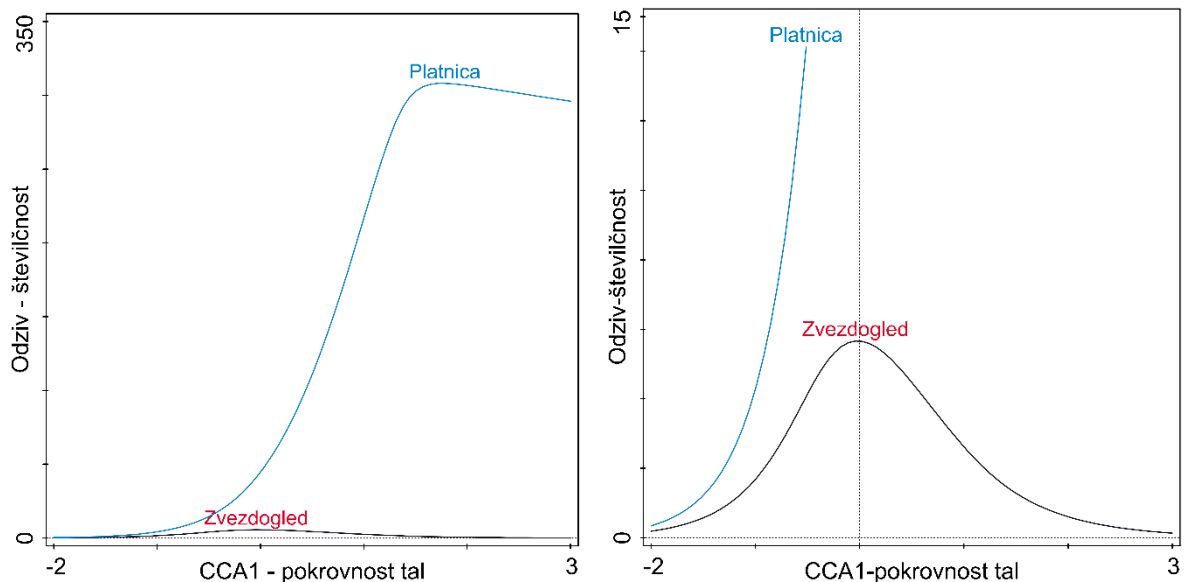 350
Platnica
Odziv - številčnost
Zvezdogled
0
-2
CCA1 - pokrovnost tal
3
15
Platnica
Odziv-številčnost
Zvezdogled
0
-2
CCA1-pokrovnost tal
3